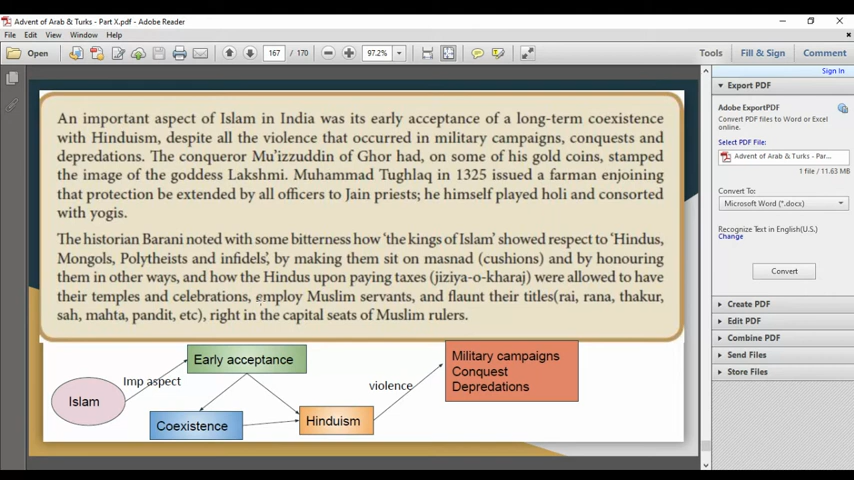 Advent of Arab & Turks - Part X.pdf - Adobe Reader
File Edit View Window Help
Open 167 / 170 97.2% Tools Fill & Sign Comment
Sign In
An important aspect of Islam in India was its early acceptance of a long-term coexistence
with Hinduism, despite all the violence that occurred in military campaigns, conquests and
depredations. The conqueror Mu'izzuddin of Ghor had, on some of his gold coins, stamped
the image of the goddess Lakshmi. Muhammad Tughlaq in 1325 issued a farman enjoining
that protection be extended by all officers to Jain priests; he himself played holi and consorted
with yogis.
The historian Barani noted with some bitterness how 'the kings of Islam' showed respect to 'Hindus,
Mongols, Polytheists and infidels', by making them sit on masnad (cushions) and by honouring
them in other ways, and how the Hindus upon paying taxes (jiziya-o-kharaj) were allowed to have
their temples and celebrations, employ Muslim servants, and flaunt their titles(rai, rana, thakur,
sah, mahta, pandit, etc), right in the capital seats of Muslim rulers.
Islam
Imp aspect
Early acceptance
Coexistence
Hinduism
violence
Military campaigns
Conquest
Depredations
Export PDF
Adobe ExportPDF
Convert PDF files to Word or Excel
online.
Select PDF File:
Advent of Arab & Turks - Par...
1 file / 11.63 MB
Convert To:
Microsoft Word (*.docx)
Recognize Text in English(U.S.)
Change
Convert
Create PDF
Edit PDF
Combine PDF
Send Files
Store Files